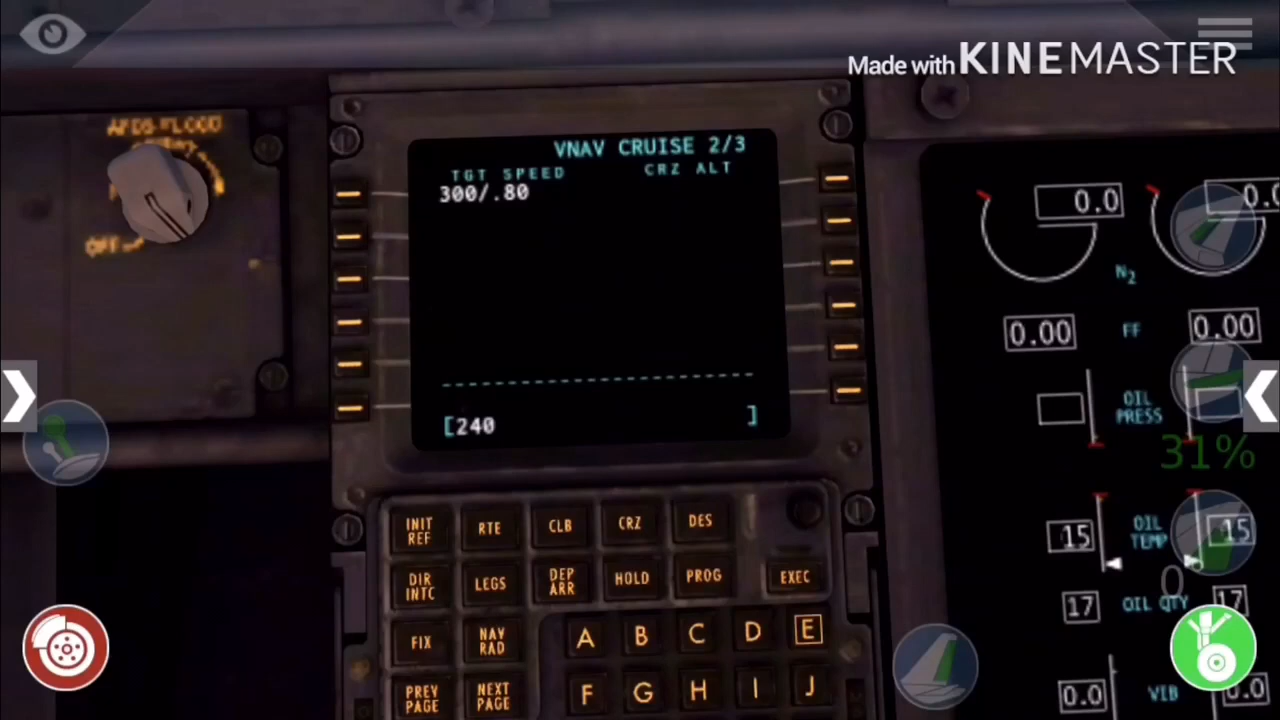 Made with KINEMASTER
AFDS FLOOD
OFF
VNAV CRUISE 2/3
TGT SPEED CRZ ALT
300/.80
[240 ]
0.0
N2
0.00 FF 0.00
OIL PRESS
31%
15 OIL TEMP 15
0
17 OIL QTY 17
0.0 VIB 0.0
INIT REF RTE CLB CRZ DES
DIR INTC LEGS DEP ARR HOLD PROG EXEC
FIX NAV RAD A B C D E
PREV PAGE NEXT PAGE F G H I J